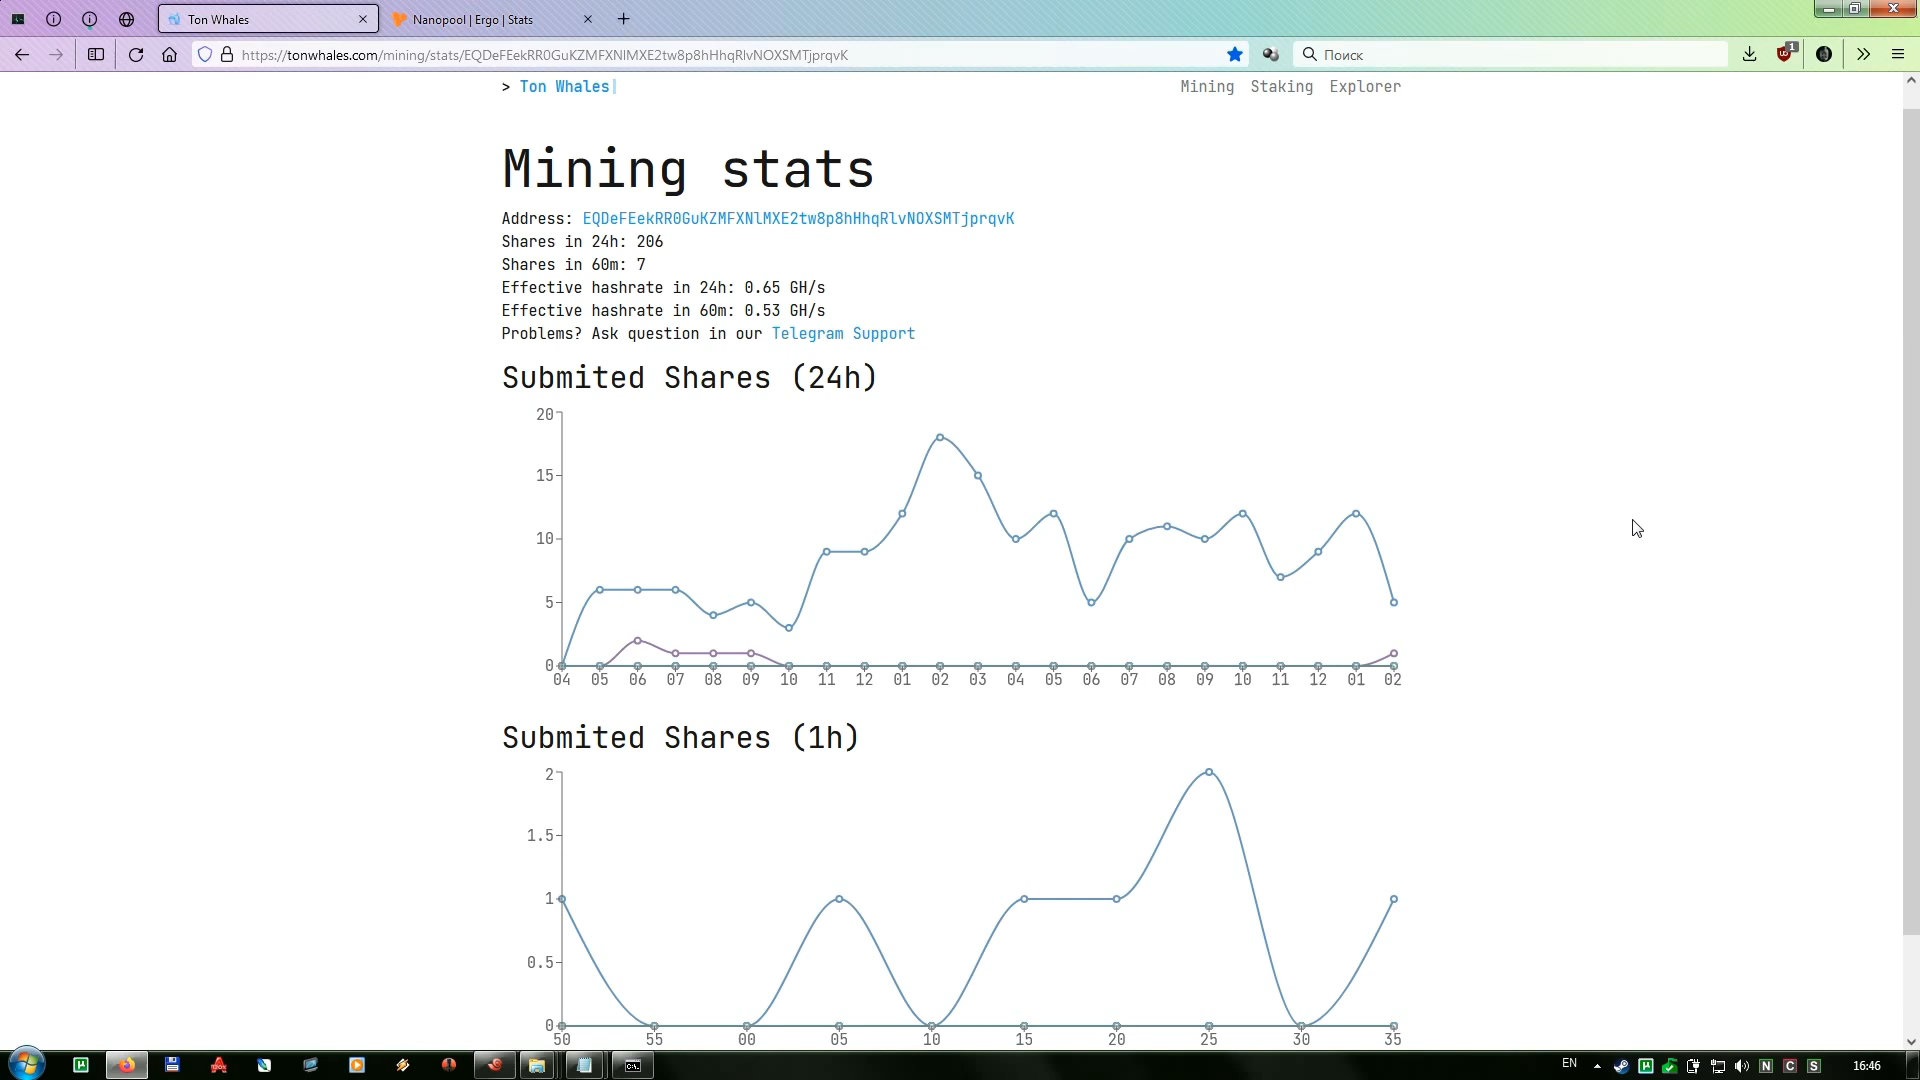 Ton Whales
Nanopool | Ergo | Stats
https://tonwhales.com/mining/stats/EQDeFEekRR0GuKZMFXNlMXE2tw8p8hHhqRlvNOXSMTjprqvK
Поиск
1
> Ton Whales
Mining Staking Explorer
Mining stats
Address: EQDeFEekRR0GuKZMFXNlMXE2tw8p8hHhqRlvNOXSMTjprqvK
Shares in 24h: 206
Shares in 60m: 7
Effective hashrate in 24h: 0.65 GH/s
Effective hashrate in 60m: 0.53 GH/s
Problems? Ask question in our Telegram Support
Submited Shares (24h)
20
15
10
5
0
04 05 06 07 08 09 10 11 12 01 02 03 04 05 06 07 08 09 10 11 12 01 02
Submited Shares (1h)
2
1.5
1
0.5
0
50 55 00 05 10 15 20 25 30 35
EN
N C S
16:46